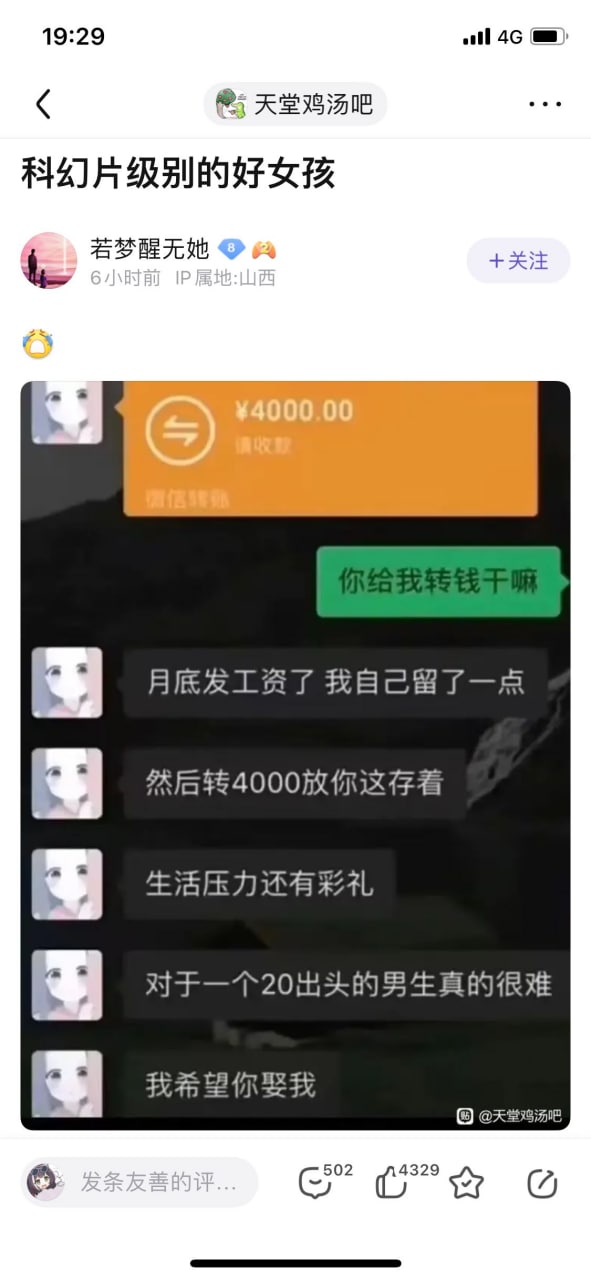 19:29
4G
天堂鸡汤吧
科幻片级别的好女孩
若梦醒无她 8 2
6小时前 IP属地:山西
+关注
¥4000.00
请收款
微信转账
你给我转钱干嘛
月底发工资了 我自己留了一点
然后转4000放你这存着
生活压力还有彩礼
对于一个20出头的男生真的很难
我希望你娶我
贴 @天堂鸡汤吧
发条友善的评... 502 4329